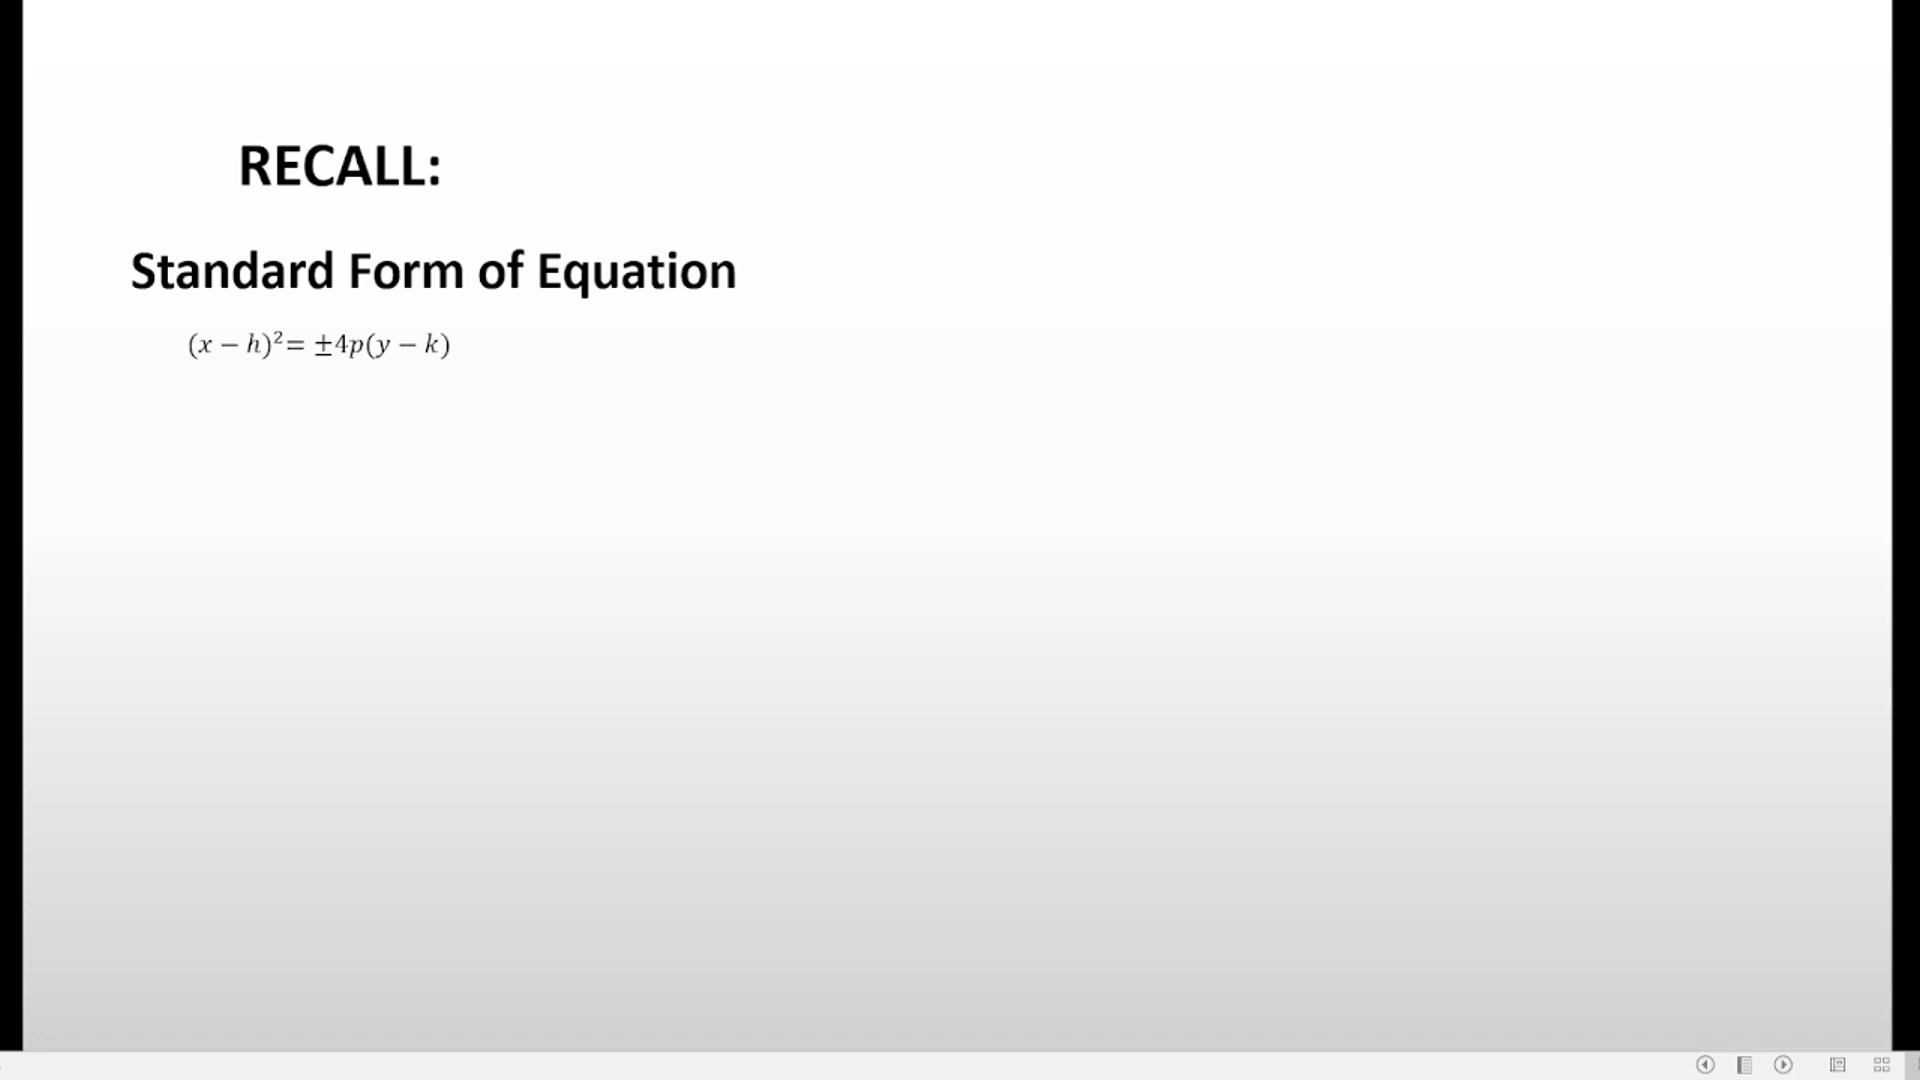 RECALL:
Standard Form of Equation
(x − h)²= ±4p(y − k)